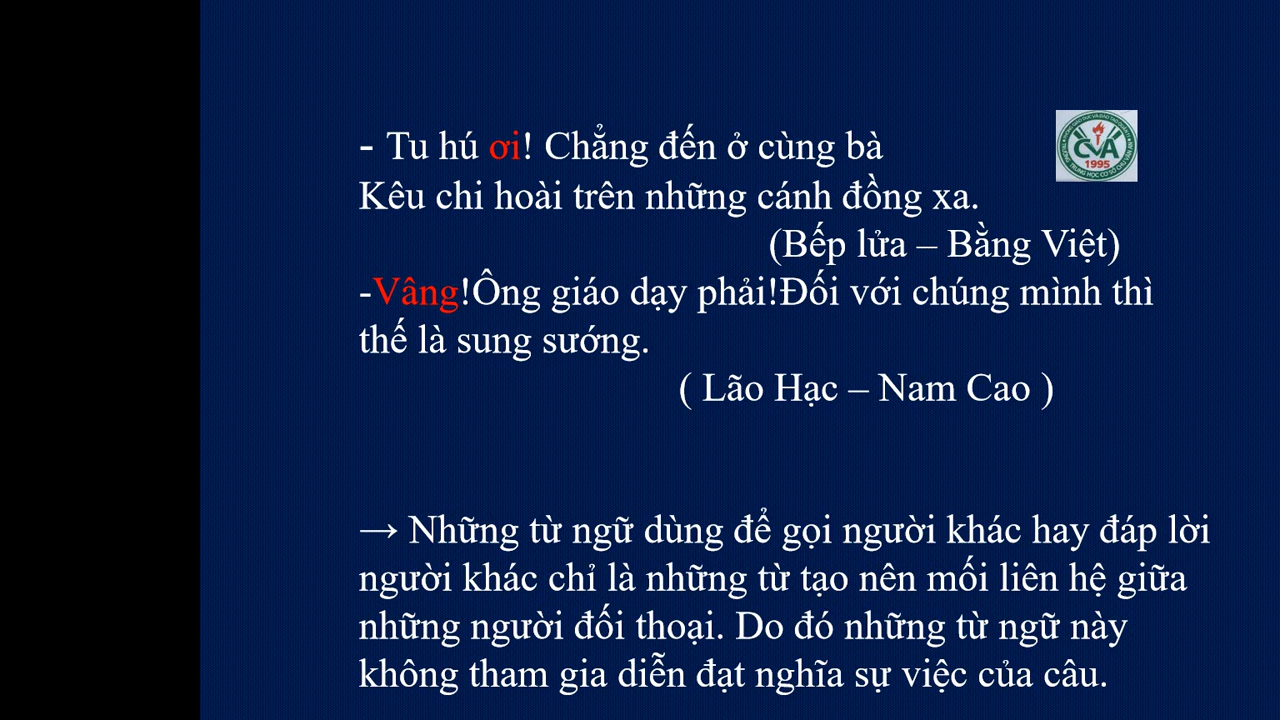 - Tu hú ơi! Chẳng đến ở cùng bà
Kêu chi hoài trên những cánh đồng xa.
(Bếp lửa – Bằng Việt)
-Vâng!Ông giáo dạy phải!Đối với chúng mình thì
thế là sung sướng.
( Lão Hạc – Nam Cao )
→ Những từ ngữ dùng để gọi người khác hay đáp lời
người khác chỉ là những từ tạo nên mối liên hệ giữa
những người đối thoại. Do đó những từ ngữ này
không tham gia diễn đạt nghĩa sự việc của câu.
CVA
1995